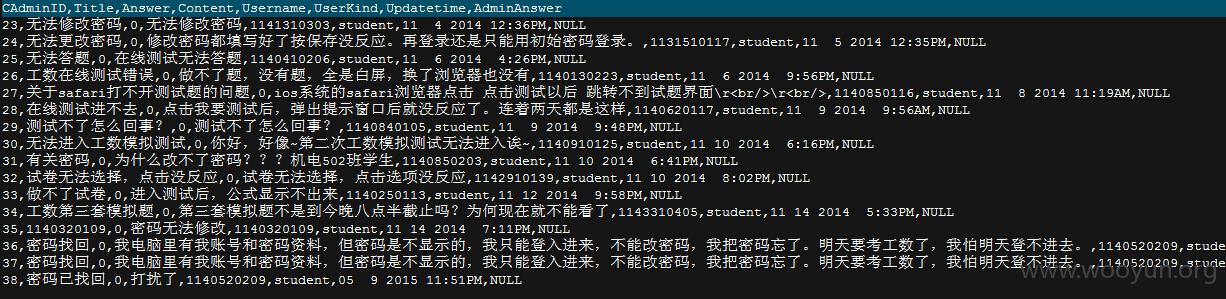 CAdminID,Title,Answer,Content,Username,UserKind,Updatetime,AdminAnswer
23,无法修改密码,0,无法修改密码,1141310303,student,11  4 2014 12:36PM,NULL
24,无法更改密码,0,修改密码都填写好了按保存没反应。再登录还是只能用初始密码登录。,1131510117,student,11  5 2014 12:35PM,NULL
25,无法答题,0,在线测试无法答题,1140410206,student,11  6 2014  4:26PM,NULL
26,工数在线测试错误,0,做不了题,没有题,全是白屏,换了浏览器也没有,1140130223,student,11  6 2014  9:56PM,NULL
27,关于safari打不开测试题的问题,0,ios系统的safari浏览器点击 点击测试以后 跳转不到试题界面\r<br/>\r<br/>,1140850116,student,11  8 2014 11:19AM,NULL
28,在线测试进不去,0,点击我要测试后,弹出提示窗口后就没反应了。连着两天都是这样,1140620117,student,11  9 2014  9:56AM,NULL
29,测试不了怎么回事?,0,测试不了怎么回事?,1140840105,student,11  9 2014  9:48PM,NULL
30,无法进入工数模拟测试,0,你好,好像~第二次工数模拟测试无法进入诶~,1140910125,student,11 10 2014  6:16PM,NULL
31,有关密码,0,为什么改不了密码???机电502班学生,1140850203,student,11 10 2014  6:41PM,NULL
32,试卷无法选择,点击没反应,0,试卷无法选择,点击选项没反应,1142910139,student,11 10 2014  8:02PM,NULL
33,做不了试卷,0,进入测试后,公式显示不出来,1140250113,student,11 12 2014  9:58PM,NULL
34,工数第三套模拟题,0,第三套模拟题不是到今晚八点半截止吗?为何现在就不能看了,1143310405,student,11 14 2014  5:33PM,NULL
35,1140320109,0,密码无法修改,1140320109,student,11 14 2014  7:11PM,NULL
36,密码找回,0,我电脑里有我账号和密码资料,但密码是不显示的,我只能登入进来,不能改密码,我把密码忘了。明天要考工数了,我怕明天登不进去。,1140520209,stude
37,密码找回,0,我电脑里有我账号和密码资料,但密码是不显示的,我只能登入进来,不能改密码,我把密码忘了。明天要考工数了,我怕明天登不进去。,1140520209,stude
38,密码已找回,0,打扰了,1140520209,student,05  9 2015 11:51PM,NULL
www.wooyun.org